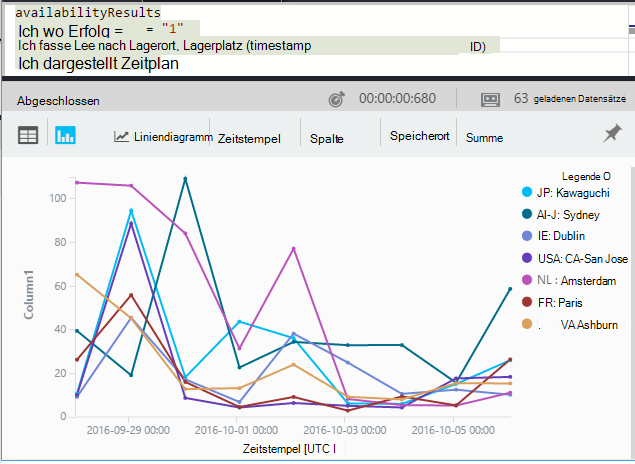 availabilityResults
Ich wo Erfolg = = "1"
Ich fasse Lee nach Lagerort, Lagerplatz (timestamp ID)
Ich dargestellt Zeitplan
Abgeschlossen 00:00:00:680 63 geladenen Datensätze
Liniendiagramm Zeitstempel Spalte Speicherort Summe
Legende O
JP: Kawaguchi
AI-J: Sydney
IE: Dublin
USA: CA-San Jose
NL : Amsterdam
FR: Paris
. VA Ashburn
Column1
100
80
60
40
20
0
2016-09-29 00:00 2016-10-01 00:00 2016-10-03 00:00 2016-10-05 00:00
Zeitstempel [UTC I